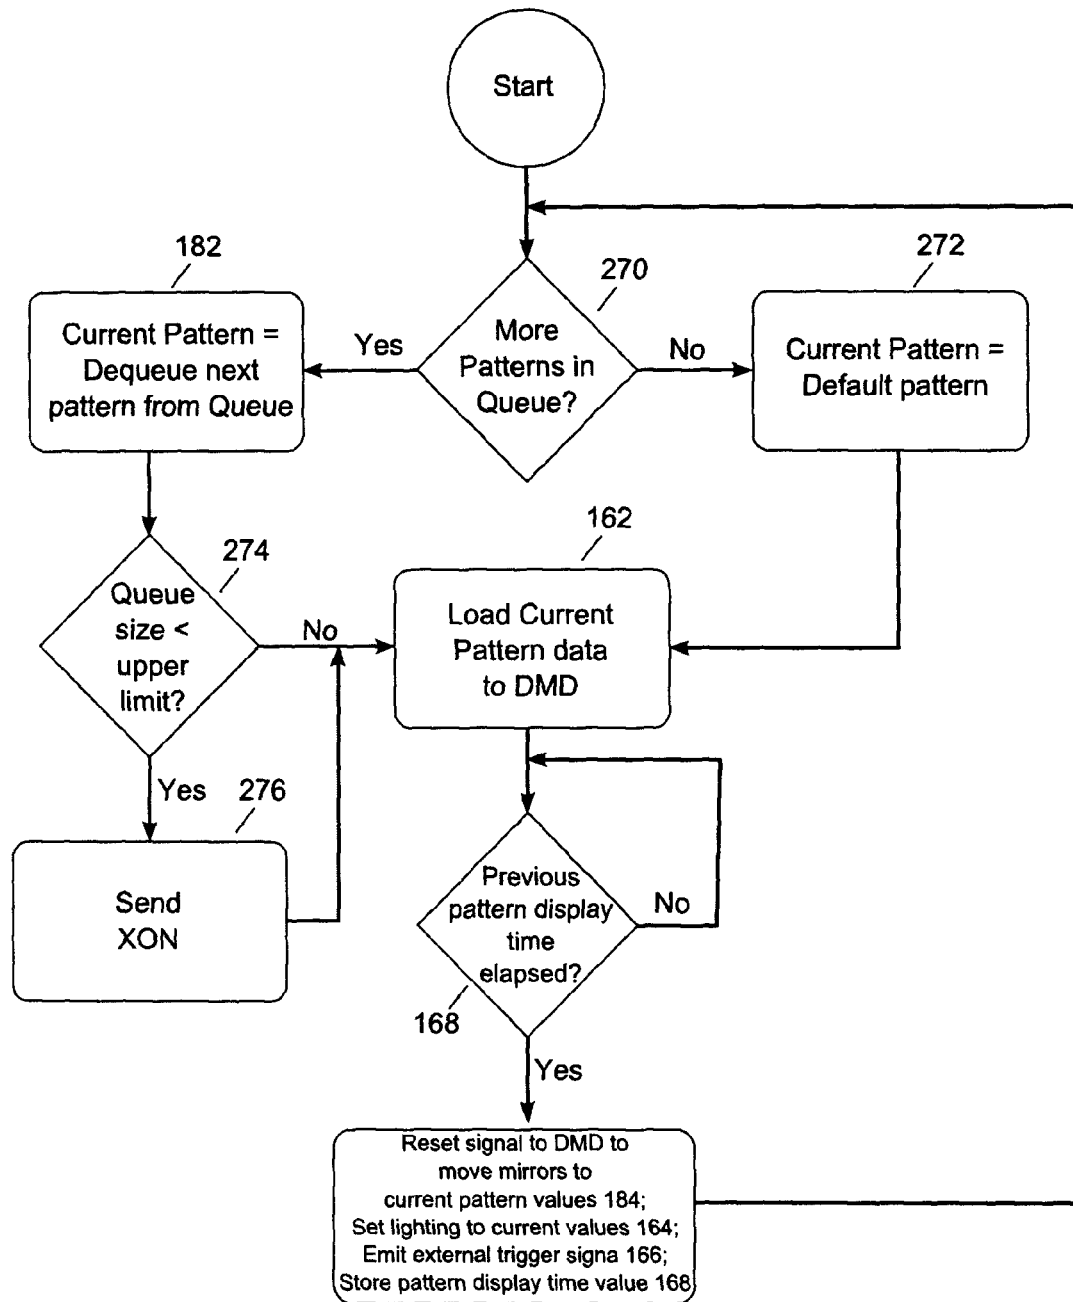 Start
182
270
272
Current Pattern =
Dequeue next
pattern from Queue
Yes
More
Patterns in
Queue?
No
Current Pattern =
Default pattern
274
Queue
size <
upper
limit?
No
162
Load Current
Pattern data
to DMD
Yes
276
Send
XON
Previous
pattern display
time
elapsed?
No
168
Yes
Reset signal to DMD to
move mirrors to
current pattern values 184;
Set lighting to current values 164;
Emit external trigger signa 166;
Store pattern display time value 168